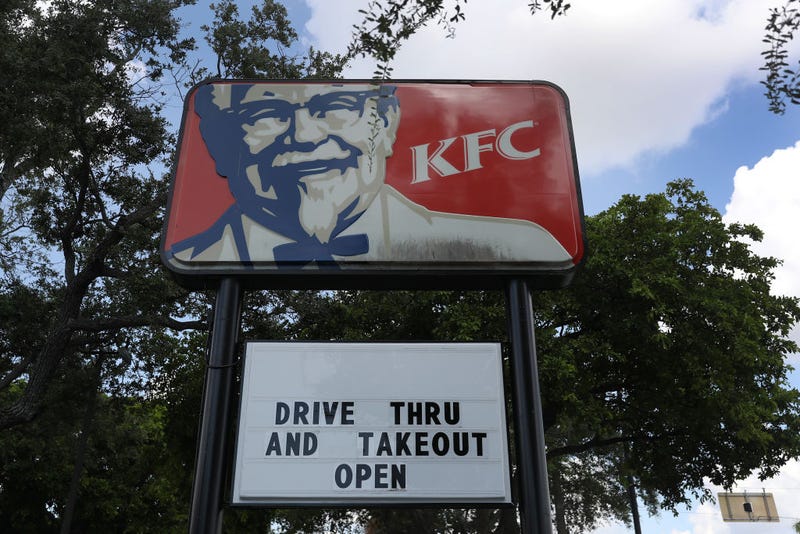 KFC
DRIVE THRU
AND TAKEOUT
OPEN